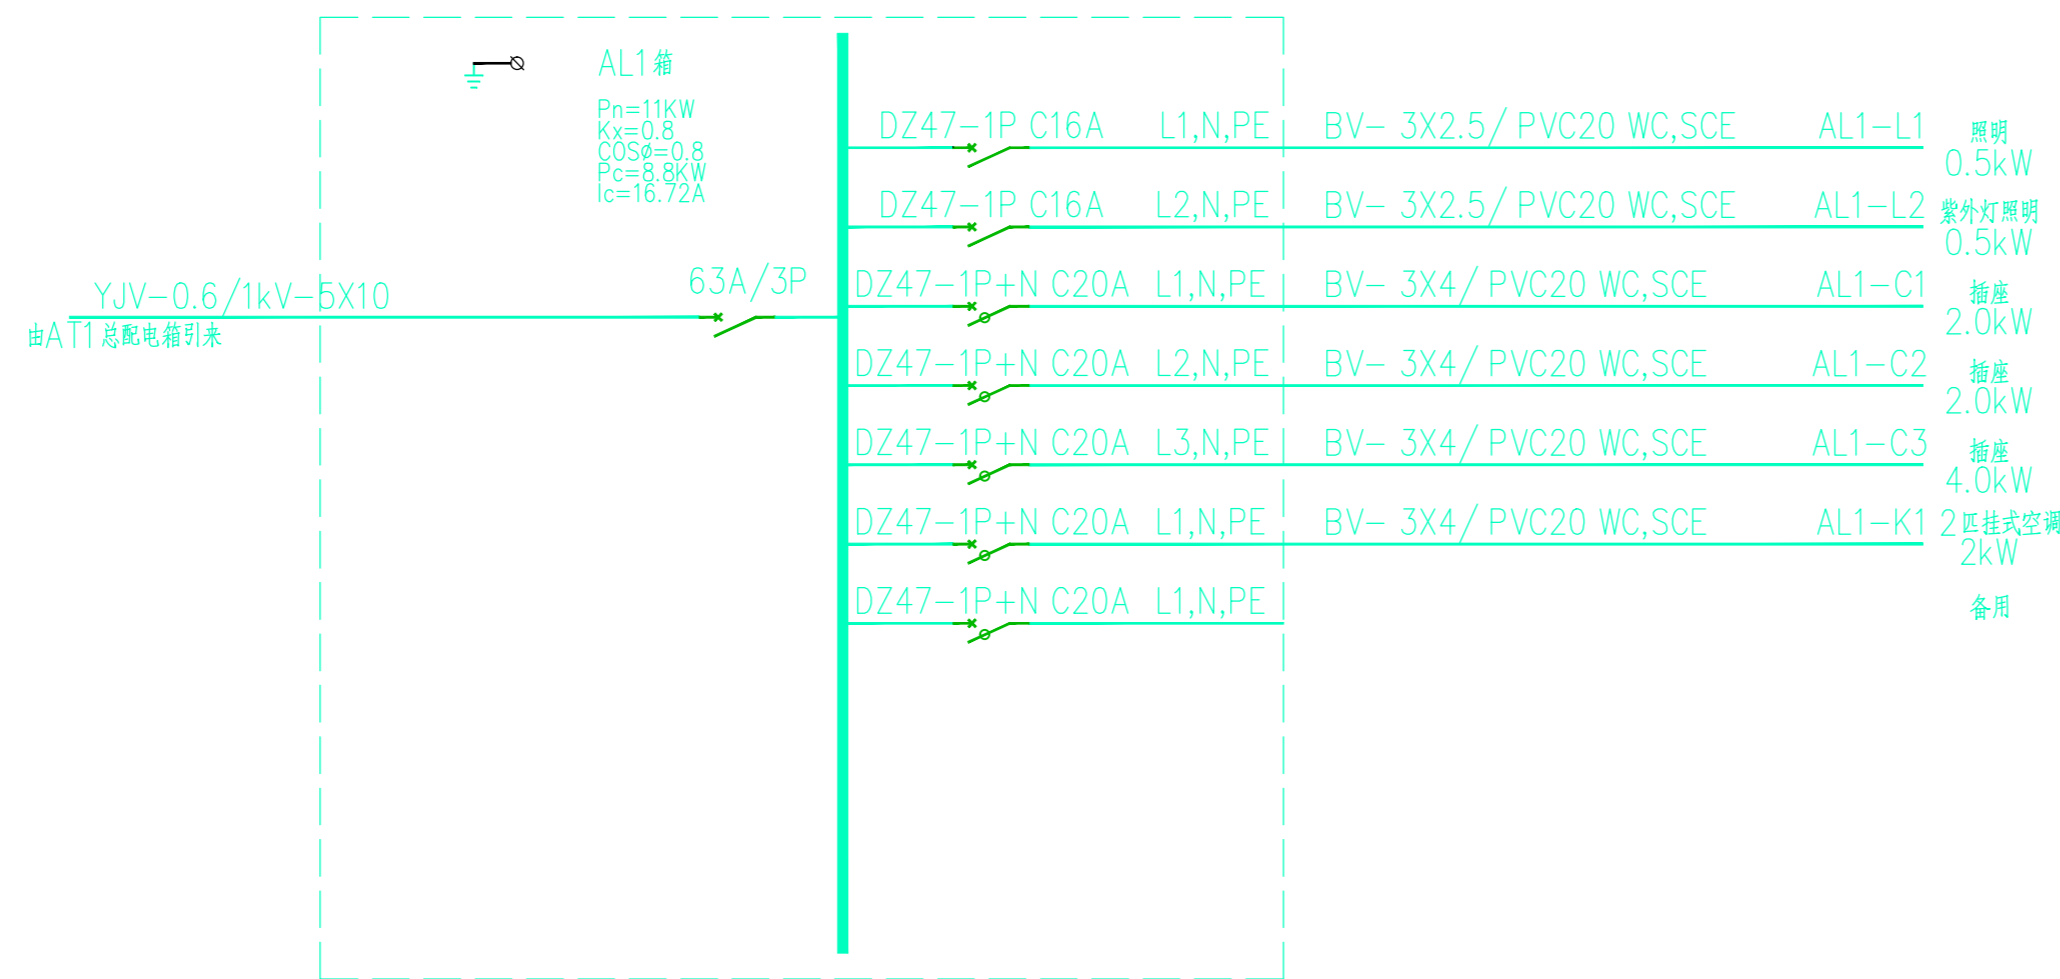 AL1箱
Pn=11KW
Kx=0.8
COSø=0.8
Pc=8.8KW
Ic=16.72A
YJV-0.6/1kV-5X10
由AT1总配电箱引来
63A/3P
DZ47-1P C16A L1,N,PE BV- 3X2.5/ PVC20 WC,SCE AL1-L1 照明
0.5kW
DZ47-1P C16A L2,N,PE BV- 3X2.5/ PVC20 WC,SCE AL1-L2 紫外灯照明
0.5kW
DZ47-1P+N C20A L1,N,PE BV- 3X4/ PVC20 WC,SCE AL1-C1 插座
2.0kW
DZ47-1P+N C20A L2,N,PE BV- 3X4/ PVC20 WC,SCE AL1-C2 插座
2.0kW
DZ47-1P+N C20A L3,N,PE BV- 3X4/ PVC20 WC,SCE AL1-C3 插座
4.0kW
DZ47-1P+N C20A L1,N,PE BV- 3X4/ PVC20 WC,SCE AL1-K1 2匹挂式空调
2kW
DZ47-1P+N C20A L1,N,PE 备用